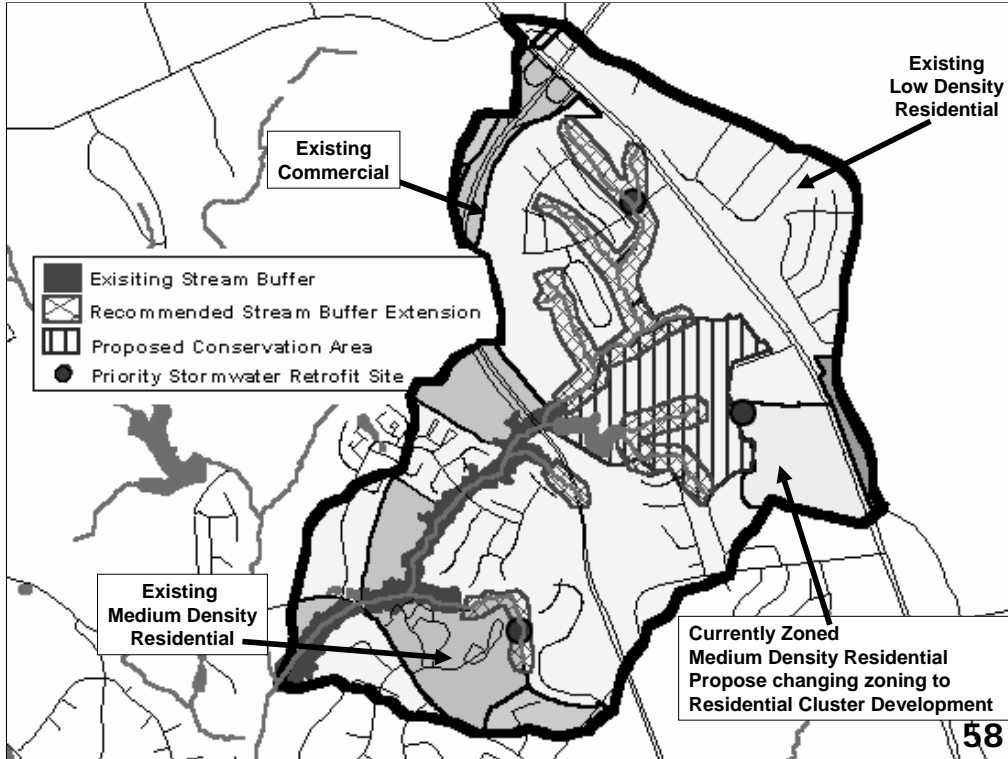 Existing
Low Density
Residential
Existing
Commercial
Exisiting Stream Buffer
Recommended Stream Buffer Extension
Proposed Conservation Area
Priority Stormwater Retrofit Site
Existing
Medium Density
Residential
Currently Zoned
Medium Density Residential
Propose changing zoning to
Residential Cluster Development
58